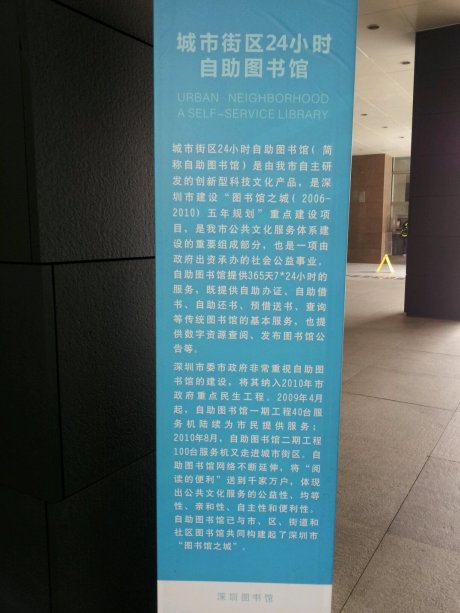 城市街区24小时
自助图书馆
URBAN NEIGHBORHOOD
A SELF-SERVICE LIBRARY
城市街区24小时自助图书馆(简
称自助图书馆)是由我市自主研
发的创新型科技文化产品，是深
圳市建设“图书馆之城(2006-
2010)五年规划”重点建设项
目，是我市公共文化服务体系建
设的重要组成部分，也是一项由
政府出资承办的社会公益事业。
自助图书馆提供365天7*24小时的
服务，既提供自助办证、自助借
书、自助还书、预借送书、查询
等传统图书馆的基本服务，也提
供数字资源查阅、发布图书馆公
告等。
深圳市委市政府非常重视自助图
书馆的建设，将其纳入2010年市
政府重点民生工程。2009年4月
起，自助图书馆一期工程40台服
务机陆续为市民提供服务；
2010年8月，自助图书馆二期工程
100台服务机又走进城市街区。自
助图书馆网络不断延伸，将“阅
读的便利”送到千家万户，体现
出公共文化服务的公益性、均等
性、亲和性、自主性和便利性。
自助图书馆已与市、区、街道和
社区图书馆共同构建起了深圳市
“图书馆之城”。
深圳图书馆